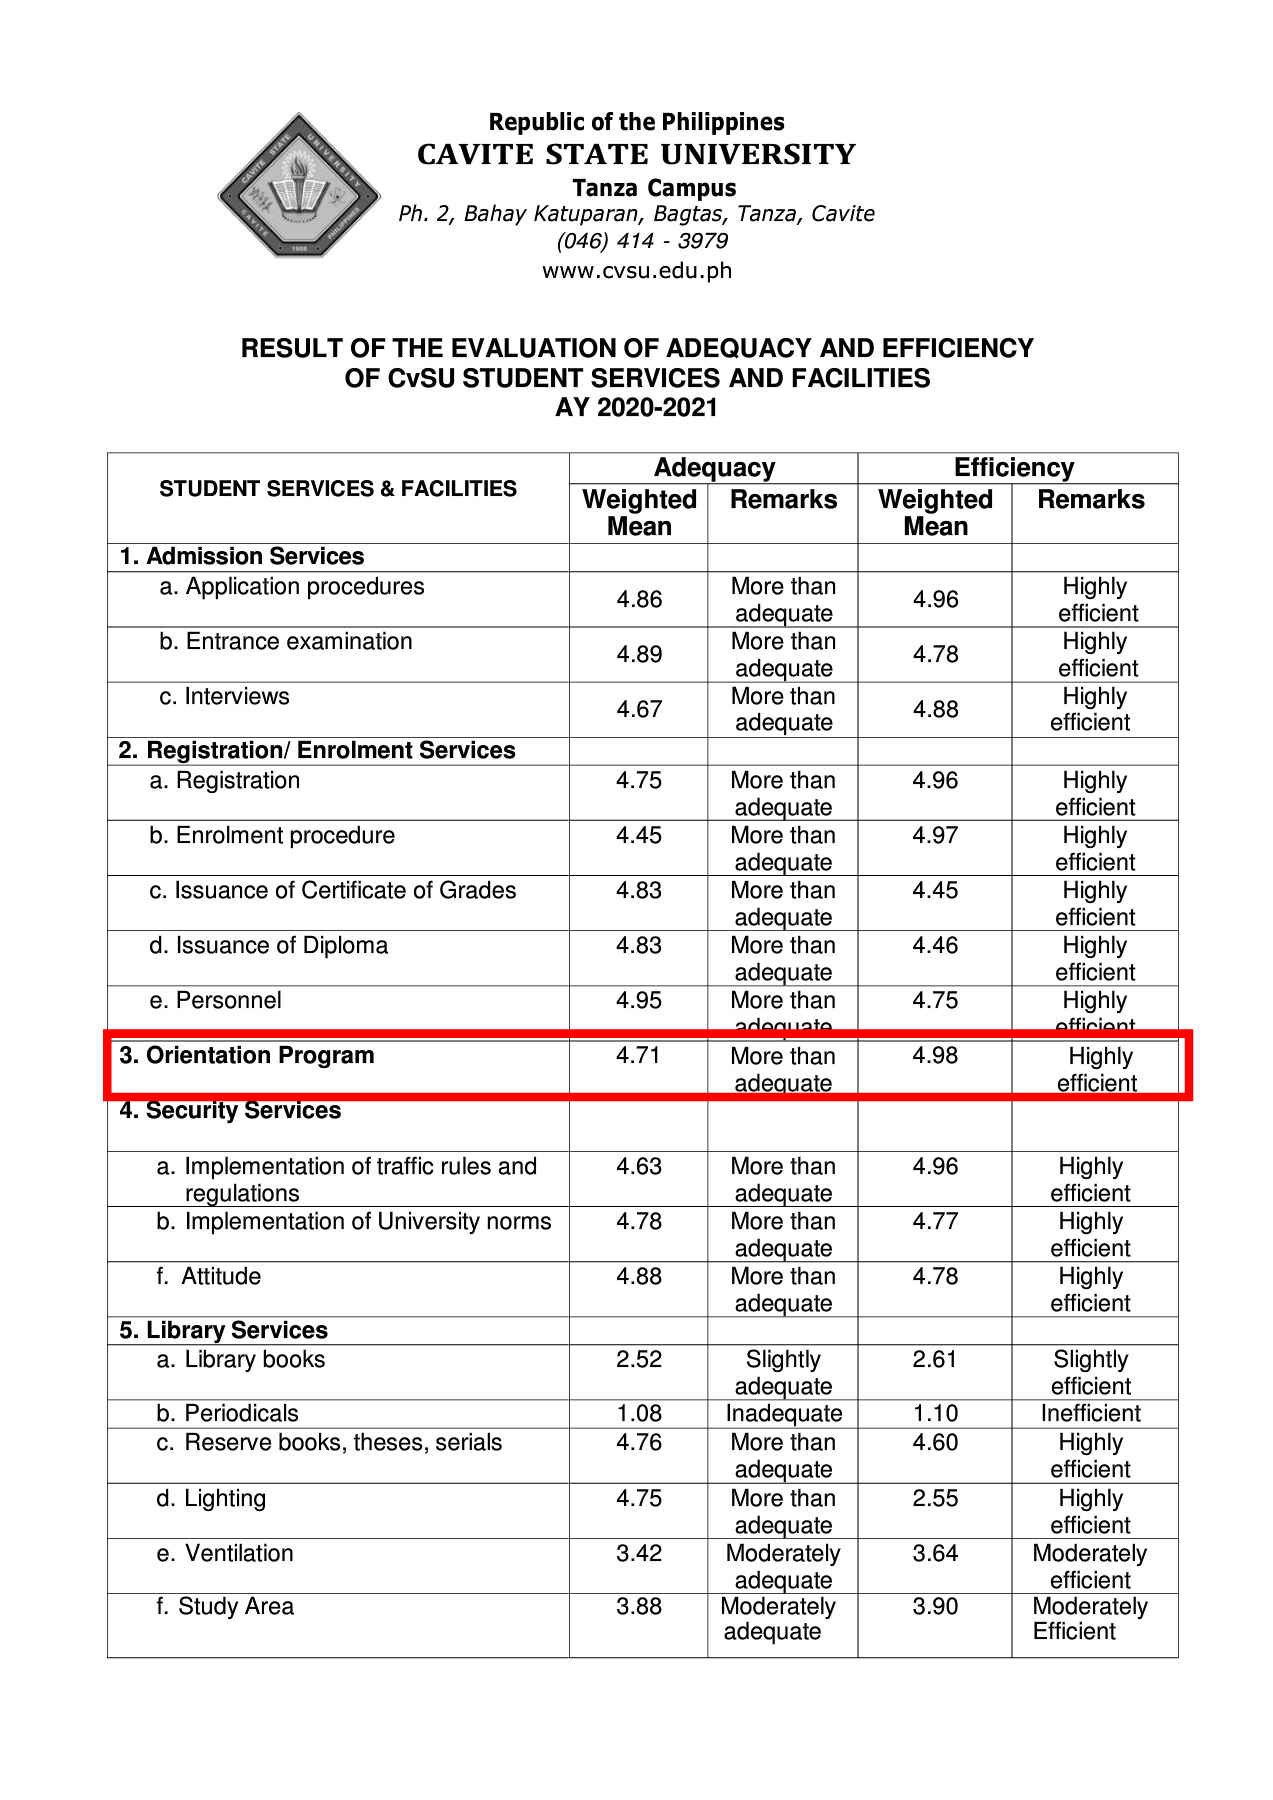 CAVITE STATE UNIVERSITY
CAVITE PHILIPPINES
1906
Republic of the Philippines
CAVITE STATE UNIVERSITY
Tanza Campus
Ph. 2, Bahay Katuparan, Bagtas, Tanza, Cavite
(046) 414 - 3979
www.cvsu.edu.ph
RESULT OF THE EVALUATION OF ADEQUACY AND EFFICIENCY
OF CvSU STUDENT SERVICES AND FACILITIES
AY 2020-2021
STUDENT SERVICES & FACILITIES Adequacy Efficiency
Weighted Remarks Weighted Remarks
Mean Mean
1. Admission Services
a. Application procedures 4.86 More than 4.96 Highly
adequate efficient
b. Entrance examination 4.89 More than 4.78 Highly
adequate efficient
c. Interviews 4.67 More than 4.88 Highly
adequate efficient
2. Registration/ Enrolment Services
a. Registration 4.75 More than 4.96 Highly
adequate efficient
b. Enrolment procedure 4.45 More than 4.97 Highly
adequate efficient
c. Issuance of Certificate of Grades 4.83 More than 4.45 Highly
adequate efficient
d. Issuance of Diploma 4.83 More than 4.46 Highly
adequate efficient
e. Personnel 4.95 More than 4.75 Highly
adequate efficient
3. Orientation Program 4.71 More than 4.98 Highly
adequate efficient
4. Security Services
a. Implementation of traffic rules and 4.63 More than 4.96 Highly
regulations adequate efficient
b. Implementation of University norms 4.78 More than 4.77 Highly
adequate efficient
f. Attitude 4.88 More than 4.78 Highly
adequate efficient
5. Library Services
a. Library books 2.52 Slightly 2.61 Slightly
adequate efficient
b. Periodicals 1.08 Inadequate 1.10 Inefficient
c. Reserve books, theses, serials 4.76 More than 4.60 Highly
adequate efficient
d. Lighting 4.75 More than 2.55 Highly
adequate efficient
e. Ventilation 3.42 Moderately 3.64 Moderately
adequate efficient
f. Study Area 3.88 Moderately 3.90 Moderately
adequate Efficient